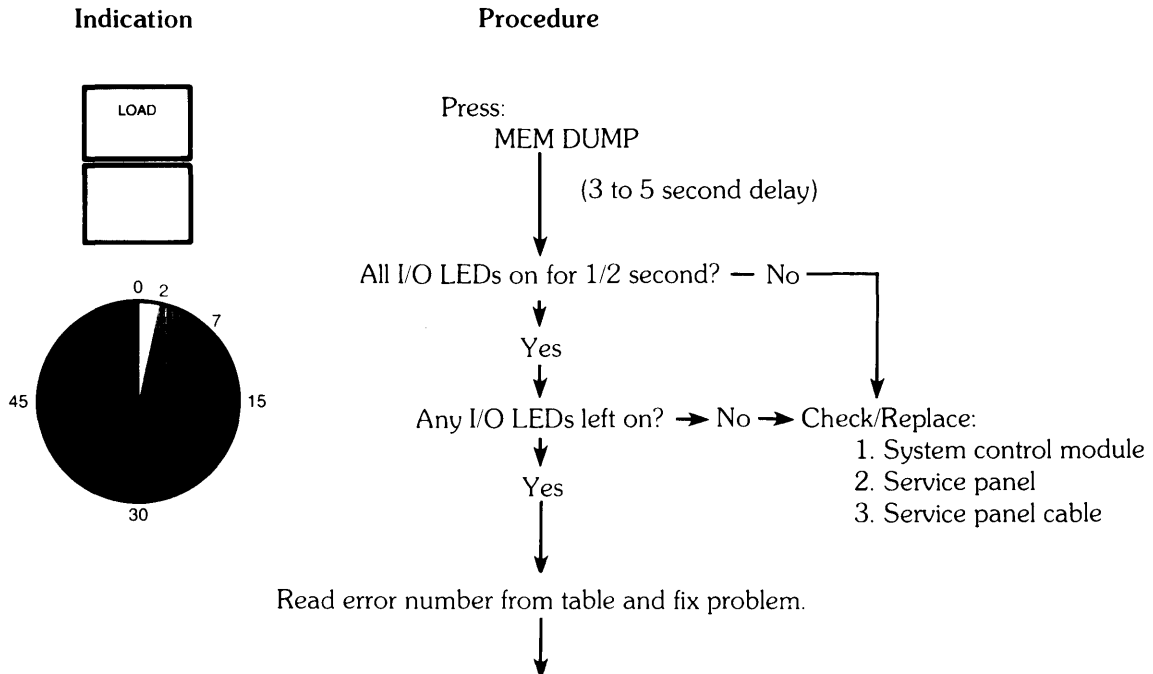 Indication
Procedure
LOAD
Press:
MEM DUMP
(3 to 5 second delay)
All I/O LEDs on for 1/2 second? — No
0 2
7
Yes
45
15
Any I/O LEDs left on? No Check/Replace:
1. System control module
Yes
2. Service panel
3. Service panel cable
30
Read error number from table and fix problem.